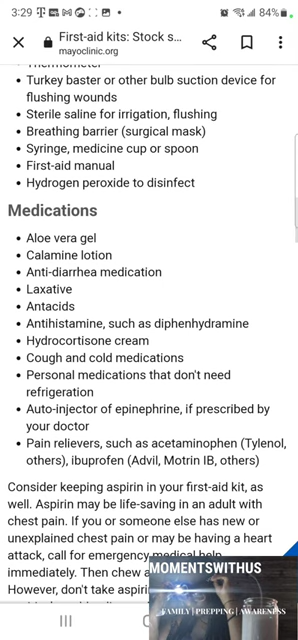 3:29
84%
First-aid kits: Stock s...
mayoclinic.org
Thermometer
• Turkey baster or other bulb suction device for
flushing wounds
• Sterile saline for irrigation, flushing
• Breathing barrier (surgical mask)
• Syringe, medicine cup or spoon
• First-aid manual
• Hydrogen peroxide to disinfect
Medications
• Aloe vera gel
• Calamine lotion
• Anti-diarrhea medication
• Laxative
• Antacids
• Antihistamine, such as diphenhydramine
• Hydrocortisone cream
• Cough and cold medications
• Personal medications that don't need
refrigeration
• Auto-injector of epinephrine, if prescribed by
your doctor
• Pain relievers, such as acetaminophen (Tylenol,
others), ibuprofen (Advil, Motrin IB, others)
Consider keeping aspirin in your first-aid kit, as
well. Aspirin may be life-saving in an adult with
chest pain. If you or someone else has new or
unexplained chest pain or may be having a heart
attack, call for emergency medical help
immediately. Then chew a
However, don't take aspiri
MOMENTSWITHUS
FAMILY | PREPPING | AWARENESS